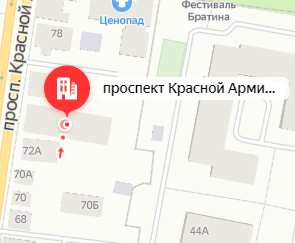 Ценопад
Фестиваль
Братина
78
просп. Красной
проспект Красной Арми...
72А
70А
70
70Б
68
44А